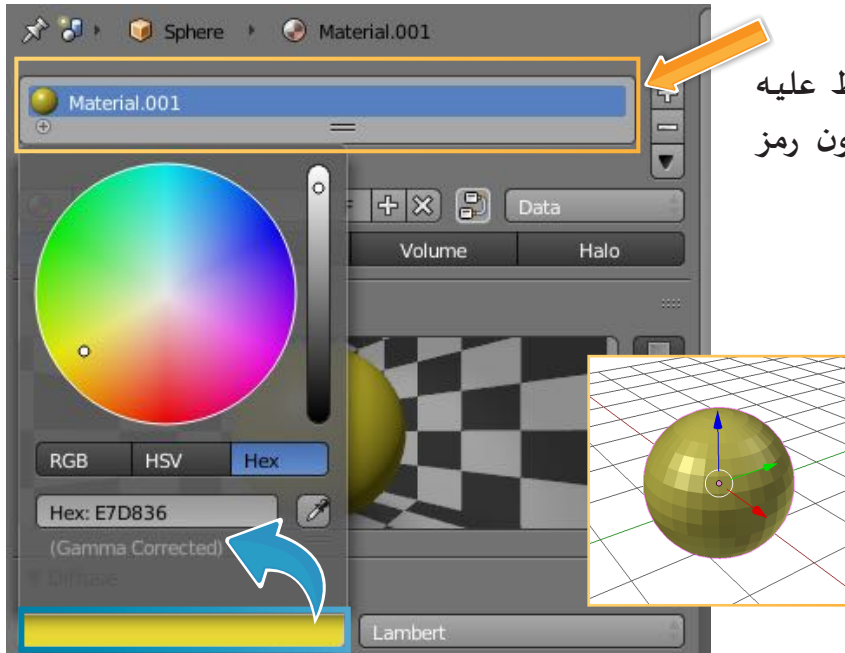 Sphere Material.001
ط عليه
Material.001
ون رمز
Data
Volume Halo
RGB HSV Hex
Hex: E7D836
(Gamma Corrected)
Diffuse
Lambert